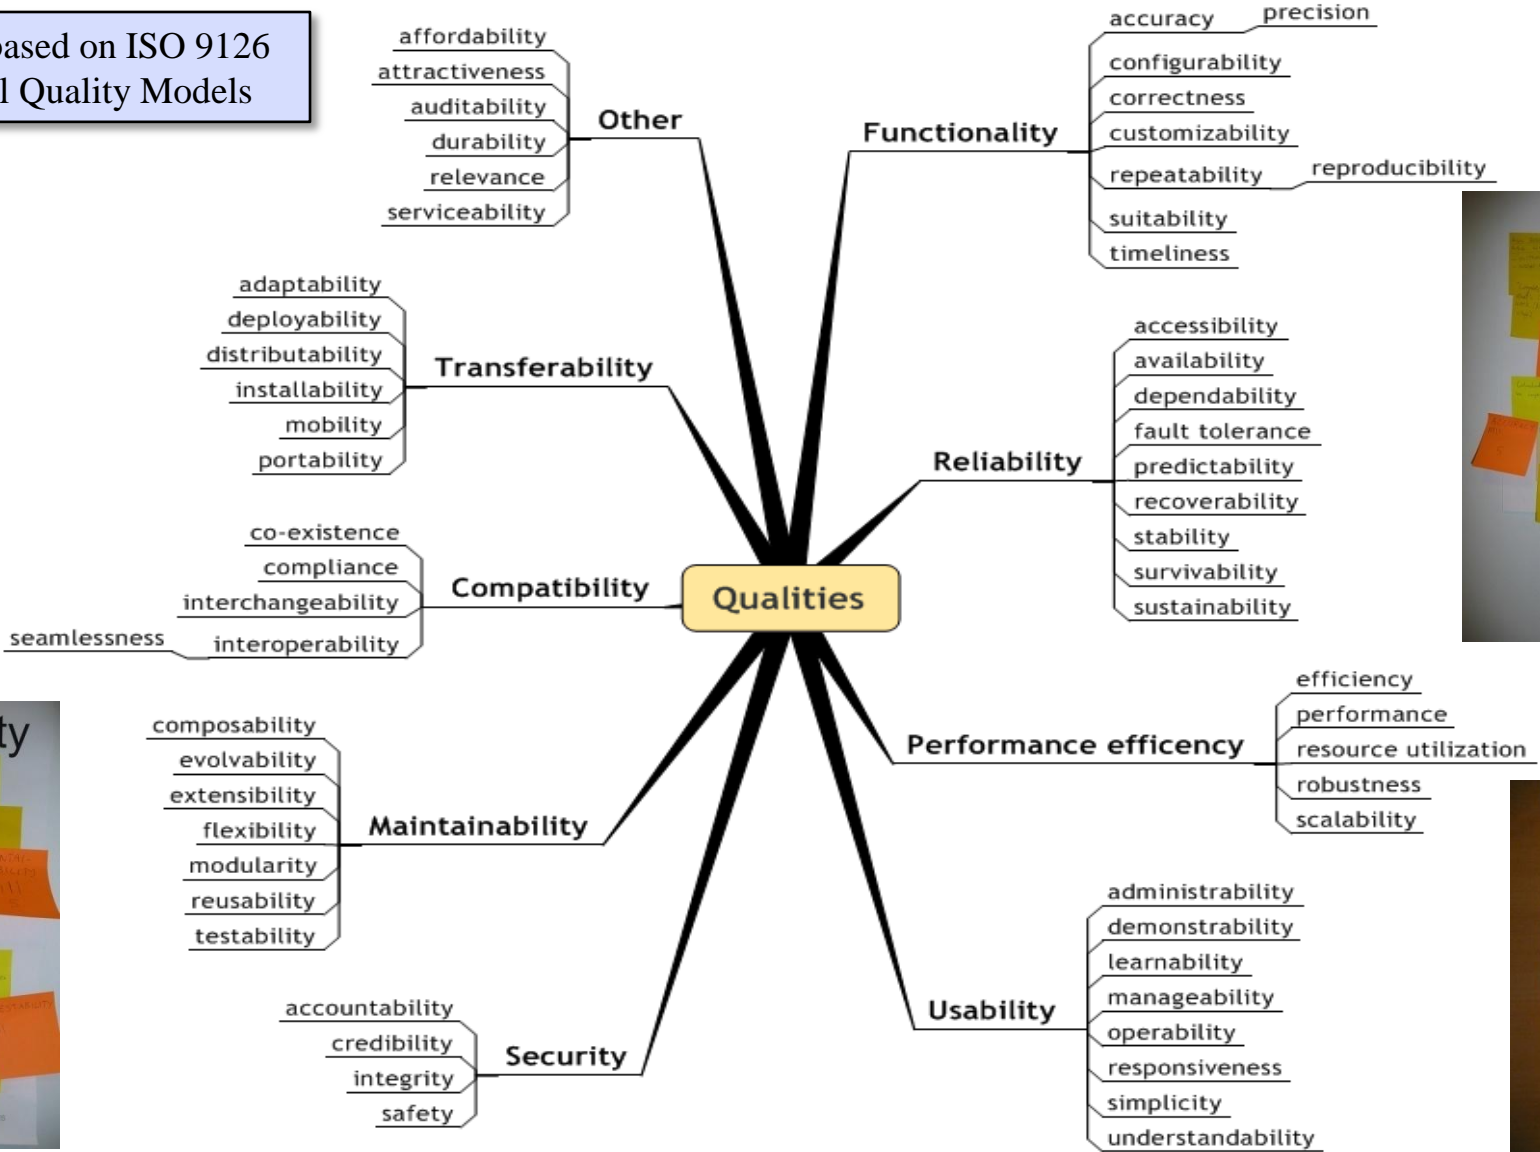 based on ISO 9126
l Quality Models
Qualities
Other
affordability
attractiveness
auditability
durability
relevance
serviceability
Transferability
adaptability
deployability
distributability
installability
mobility
portability
Compatibility
co-existence
compliance
interchangeability
interoperability
seamlessness
Maintainability
composability
evolvability
extensibility
flexibility
modularity
reusability
testability
Security
accountability
credibility
integrity
safety
Functionality
accuracy
precision
configurability
correctness
customizability
repeatability
reproducibility
suitability
timeliness
Reliability
accessibility
availability
dependability
fault tolerance
predictability
recoverability
stability
survivability
sustainability
Performance efficency
efficiency
performance
resource utilization
robustness
scalability
Usability
administrability
demonstrability
learnability
manageability
operability
responsiveness
simplicity
understandability
ty